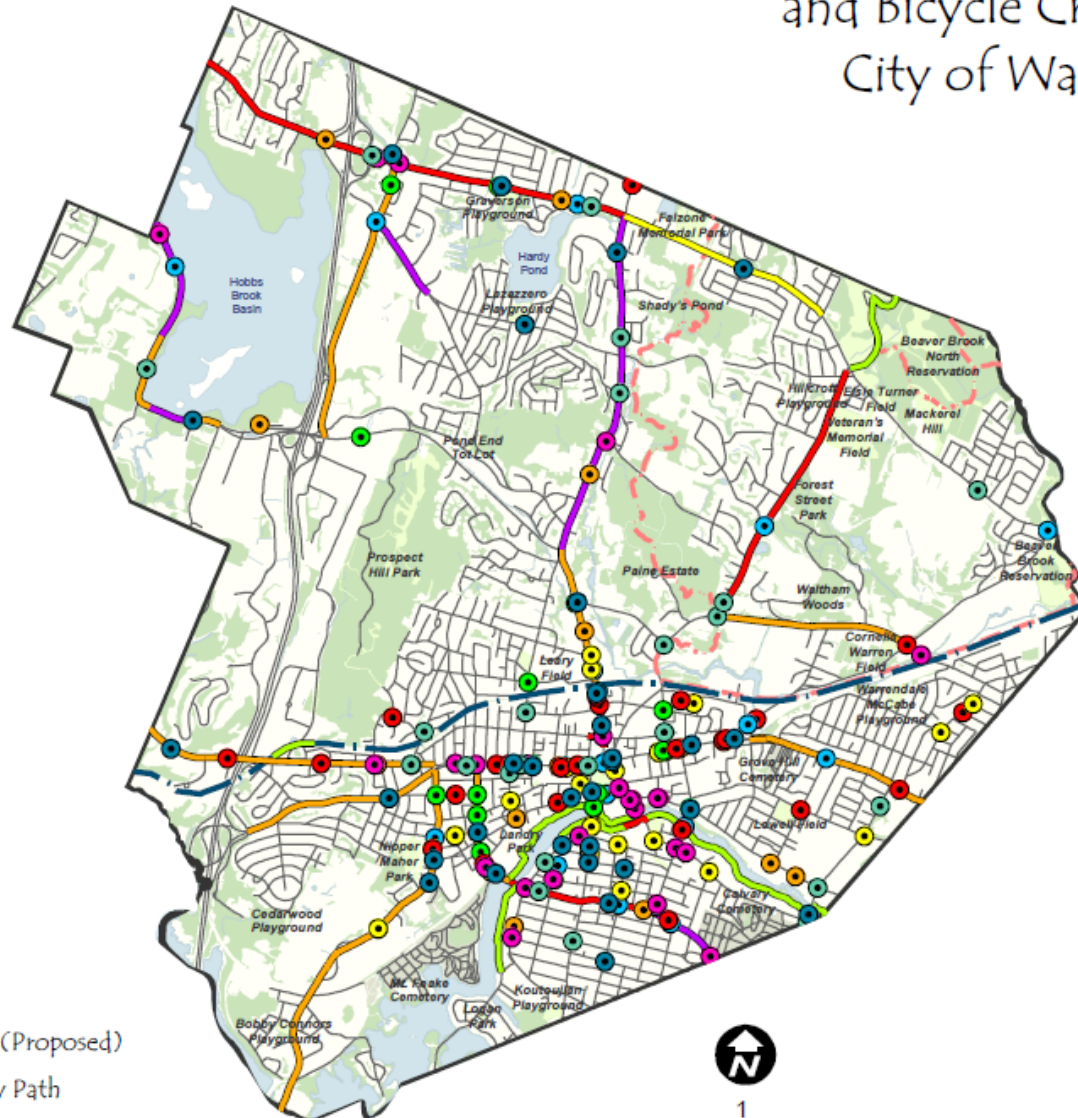 and Bicycle Ch
City of Wa
Graverson
Playground
Falzone
Memorial Park
Hardy
Pond
Hobbs
Brook
Basin
Lazazzero
Playground
Shady's Pond
Beaver Brook
North
Reservation
Hillcroft
Playground
Elsie Turner
Field
Mackerel
Hill
Veteran's
Memorial
Field
Pond End
Tot Lot
Forest
Street
Park
Prospect
Hill Park
Paine Estate
Beaver
Brook
Reservation
Waltham
Woods
Cornelia
Warren
Field
Leary
Field
Warrendale
McCabe
Playground
Grove Hill
Cemetery
Lowell Field
Landry
Park
Nipper
Maher
Park
Calvary
Cemetery
Cedarwood
Playground
Mt. Feake
Cemetery
Koutoujian
Playground
Logan
Park
Bobby Connors
Playground
(Proposed)
Path
N
1